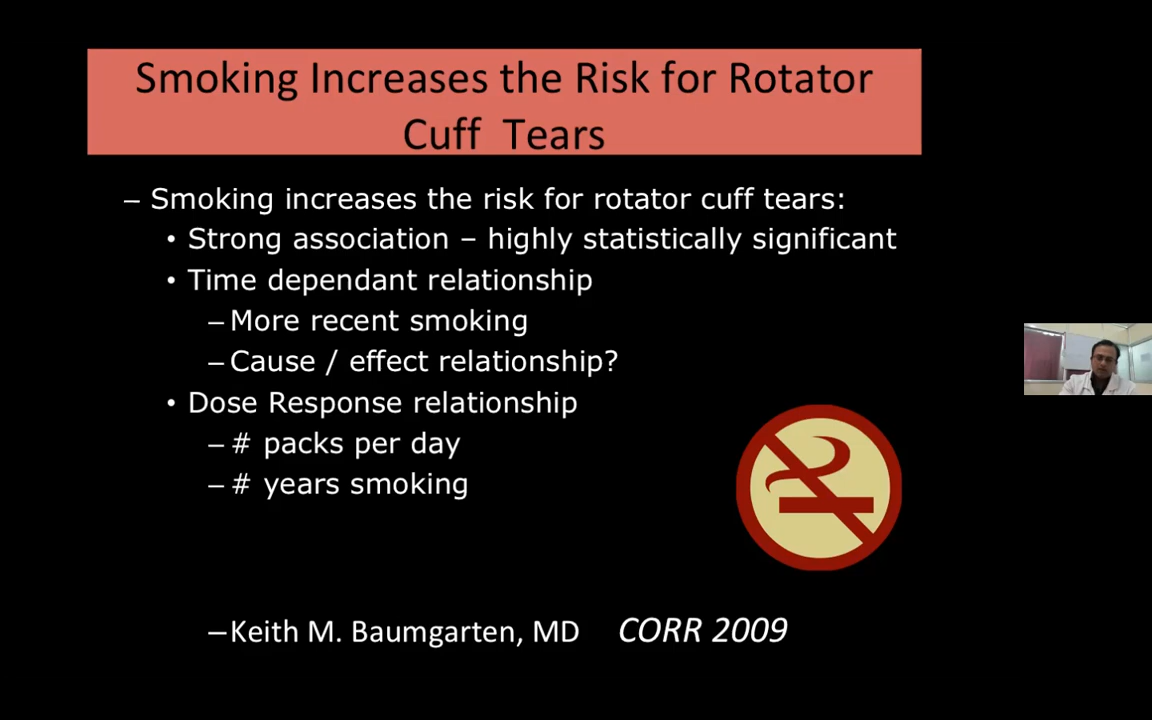 Smoking Increases the Risk for Rotator
Cuff Tears
– Smoking increases the risk for rotator cuff tears:
• Strong association – highly statistically significant
• Time dependant relationship
– More recent smoking
– Cause / effect relationship?
• Dose Response relationship
– # packs per day
– # years smoking
– Keith M. Baumgarten, MD CORR 2009